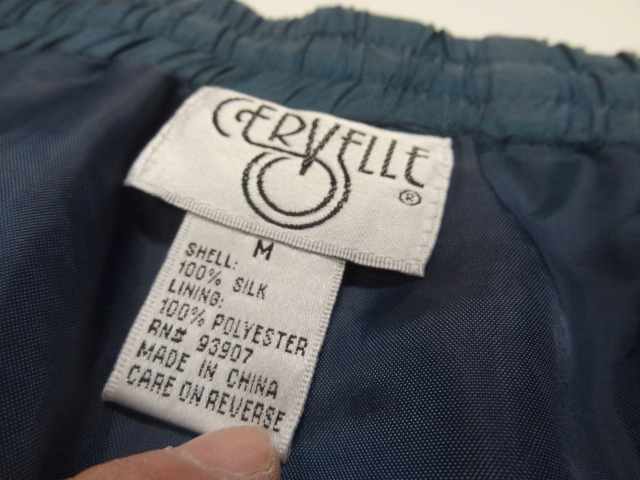 CERVELLE
®
M
SHELL:
100% SILK
LINING:
100% POLYESTER
RN# 93907
MADE IN CHINA
CARE ON REVERSE